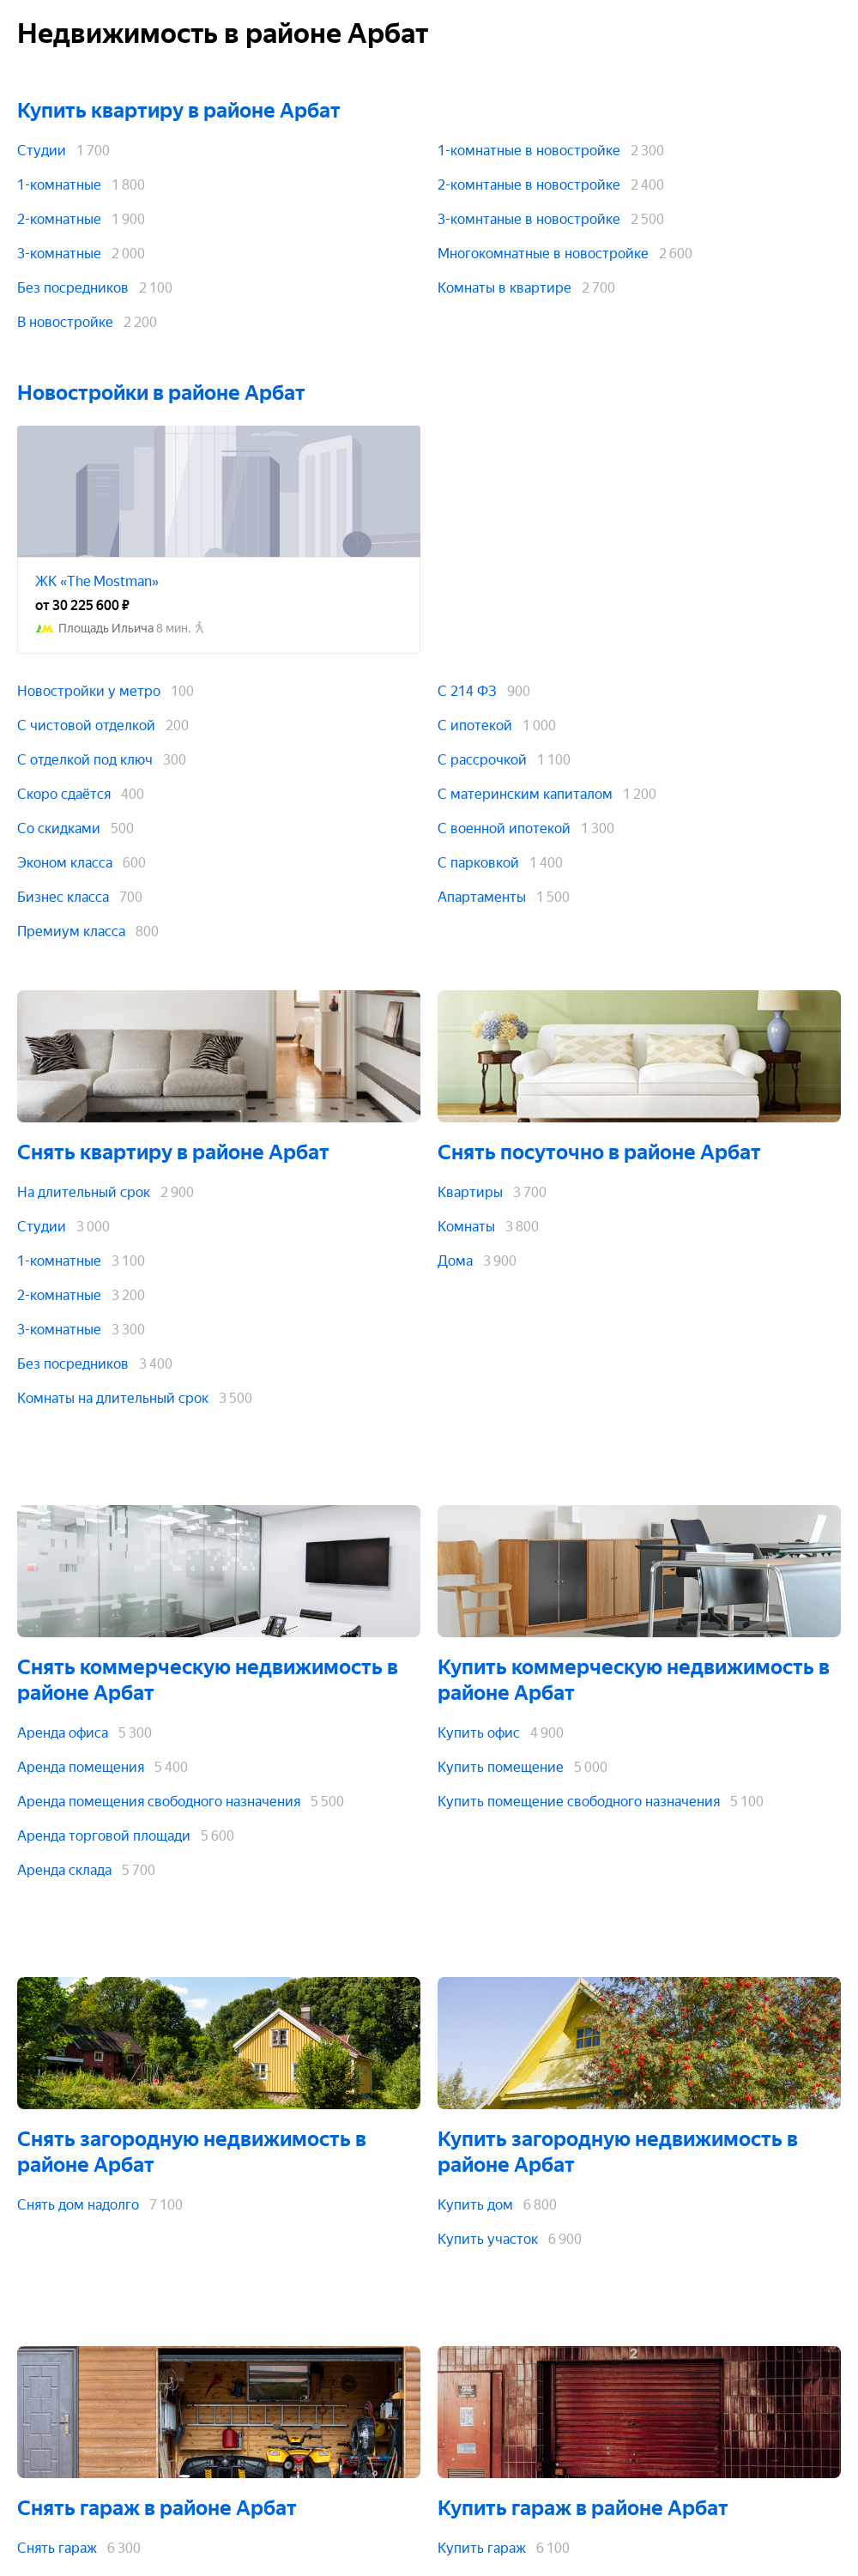 Недвижимость в районе Арбат
Купить квартиру в районе Арбат
Студии 1 700
1-комнатные 1 800
2-комнатные 1 900
3-комнатные 2 000
Без посредников 2 100
В новостройке 2 200
1-комнатные в новостройке 2 300
2-комнтаные в новостройке 2 400
3-комнтаные в новостройке 2 500
Многокомнатные в новостройке 2 600
Комнаты в квартире 2 700
Новостройки в районе Арбат
ЖК «The Mostman»
от 30 225 600 ₽
Площадь Ильича 8 мин.
Новостройки у метро 100
С чистовой отделкой 200
С отделкой под ключ 300
Скоро сдаётся 400
Со скидками 500
Эконом класса 600
Бизнес класса 700
Премиум класса 800
С 214 ФЗ 900
С ипотекой 1 000
С рассрочкой 1 100
С материнским капиталом 1 200
С военной ипотекой 1 300
С парковкой 1 400
Апартаменты 1 500
Снять квартиру в районе Арбат
На длительный срок 2 900
Студии 3 000
1-комнатные 3 100
2-комнатные 3 200
3-комнатные 3 300
Без посредников 3 400
Комнаты на длительный срок 3 500
Снять посуточно в районе Арбат
Квартиры 3 700
Комнаты 3 800
Дома 3 900
Снять коммерческую недвижимость в
районе Арбат
Аренда офиса 5 300
Аренда помещения 5 400
Аренда помещения свободного назначения 5 500
Аренда торговой площади 5 600
Аренда склада 5 700
Купить коммерческую недвижимость в
районе Арбат
Купить офис 4 900
Купить помещение 5 000
Купить помещение свободного назначения 5 100
Снять загородную недвижимость в
районе Арбат
Снять дом надолго 7 100
Купить загородную недвижимость в
районе Арбат
Купить дом 6 800
Купить участок 6 900
2
Снять гараж в районе Арбат
Снять гараж 6 300
Купить гараж в районе Арбат
Купить гараж 6 100